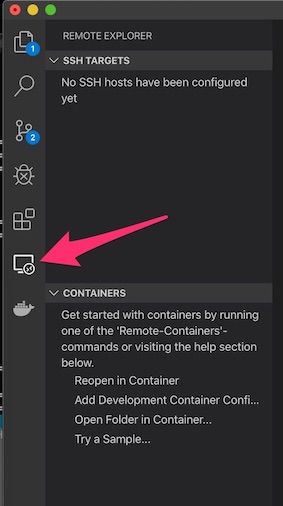 REMOTE EXPLORER
1
SSH TARGETS
No SSH hosts have been configured
yet
2
CONTAINERS
Get started with containers by running
one of the 'Remote-Containers'-
commands or visiting the help section
below.
Reopen in Container
Add Development Container Confi...
Open Folder in Container...
Try a Sample...